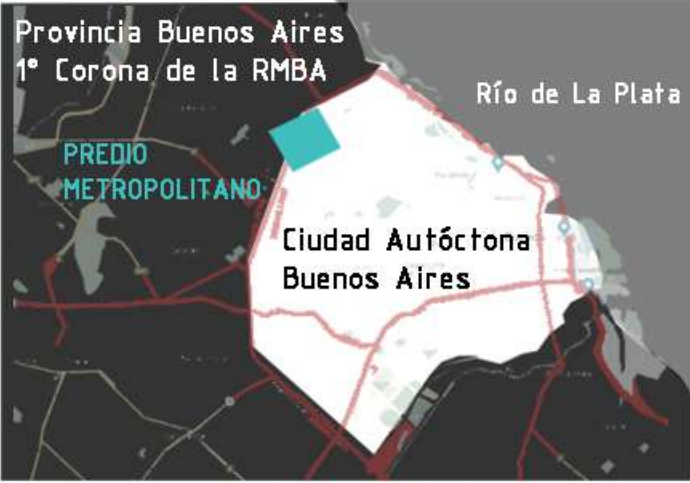 Provincia Buenos Aires
1° Corona de la RMBA
Río de La Plata
PREDIO
METROPOLITANO
Ciudad Autóctona
Buenos Aires